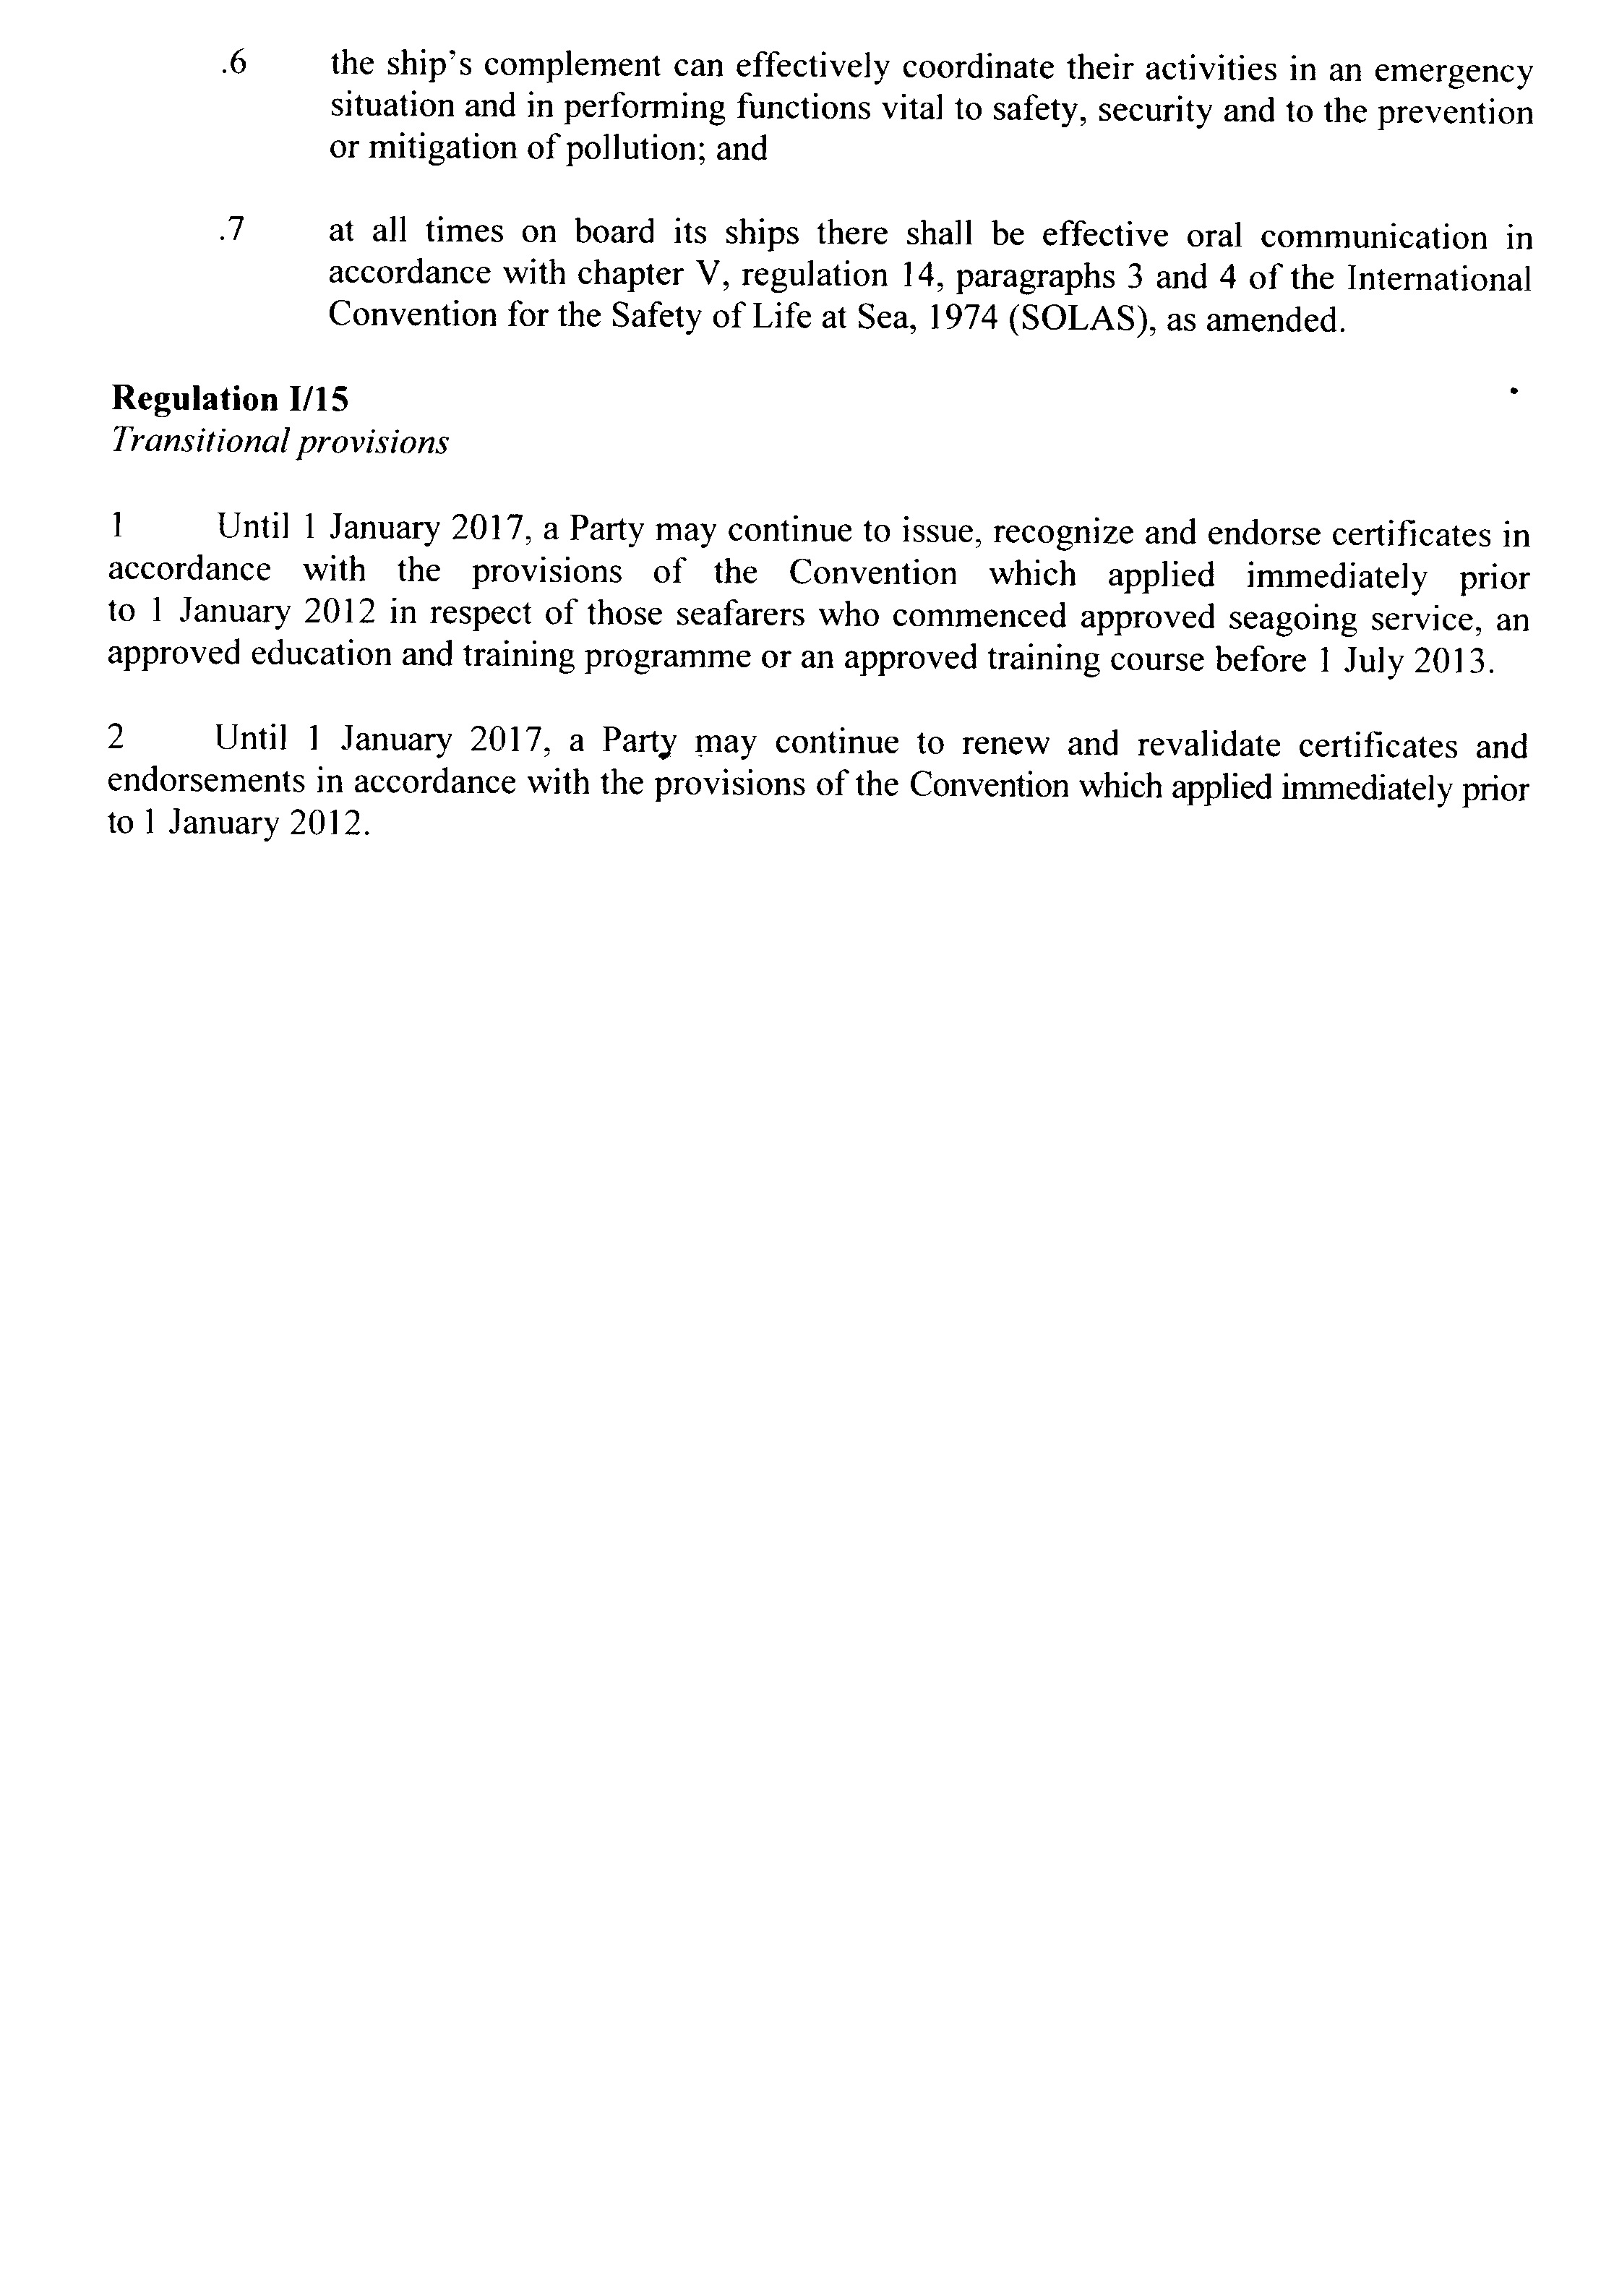 .6 the ship's complement can effectively coordinate their activities in an emergency
situation and in performing functions vital to safety, security and to the prevention
or mitigation of pollution; and
.7 at all times on board its ships there shall be effective oral communication in
accordance with chapter V, regulation 14, paragraphs 3 and 4 of the International
Convention for the Safety of Life at Sea, 1974 (SOLAS), as amended.
Regulation I/15
Transitional provisions
1 Until 1 January 2017, a Party may continue to issue, recognize and endorse certificates in
accordance with the provisions of the Convention which applied immediately prior
to 1 January 2012 in respect of those seafarers who commenced approved seagoing service, an
approved education and training programme or an approved training course before 1 July 2013.
2 Until 1 January 2017, a Party may continue to renew and revalidate certificates and
endorsements in accordance with the provisions of the Convention which applied immediately prior
to 1 January 2012.